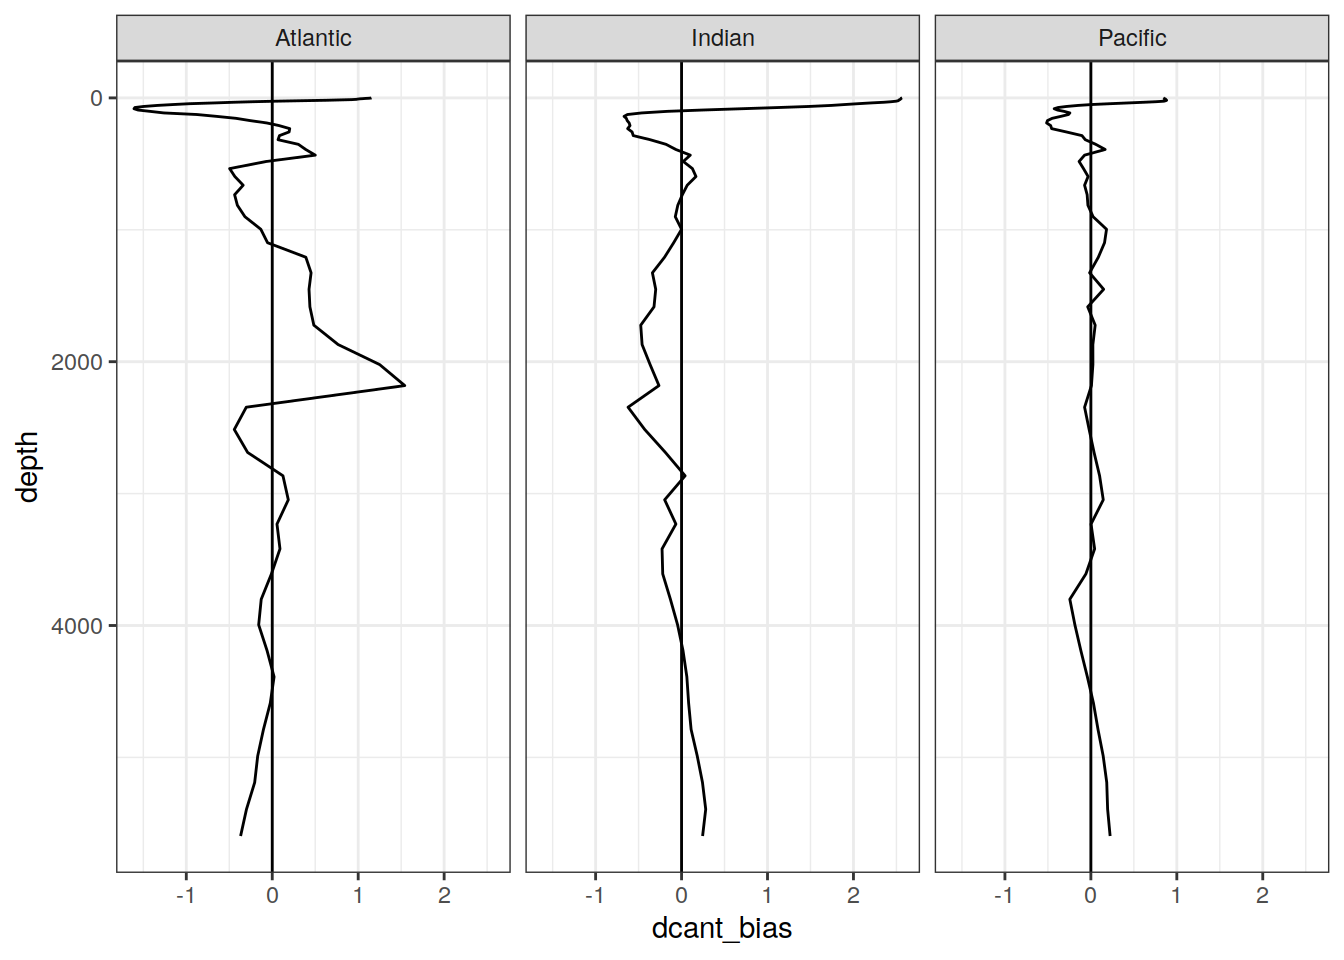 Atlantic
Indian
Pacific
0
2000
4000
depth
-1 0 1 2
-1 0 1 2
-1 0 1 2
dcant_bias